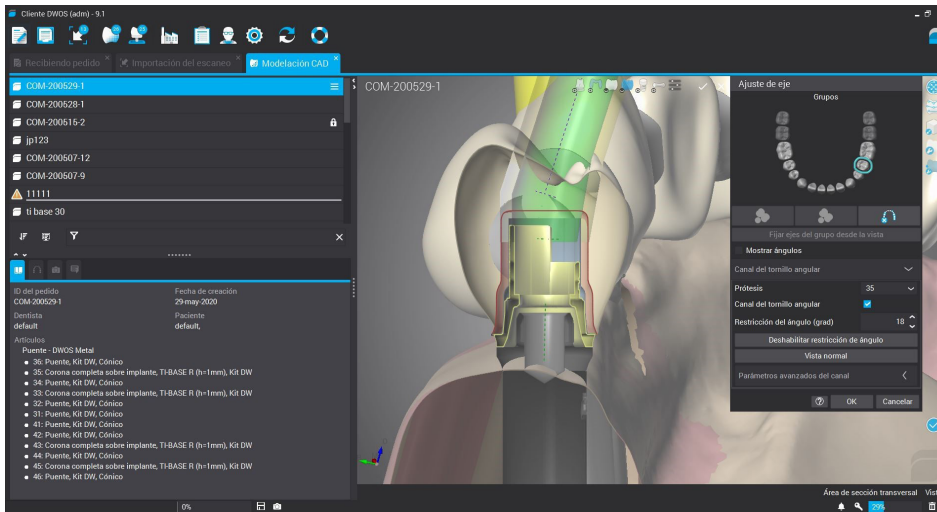 Cliente DWOS (adm) - 9.1
Recibiendo pedido
Importación del escaneo
Modelación CAD
COM-200529-1
COM-200528-1
COM-200515-2
jp123
COM-200507-12
COM-200507-9
11111
ti base 30
ID del pedido
Fecha de creación
COM-200529-1
29-may-2020
Dentista
Paciente
default
default,
Artículos
Puente - DWOS Metal
36: Puente, Kit DW, Cónico
35: Corona completa sobre implante, TI-BASE R (h=1mm), Kit DW
34: Puente, Kit DW, Cónico
33: Corona completa sobre implante, TI-BASE R (h=1mm), Kit DW
32: Puente, Kit DW, Cónico
31: Puente, Kit DW, Cónico
41: Puente, Kit DW, Cónico
42: Puente, Kit DW, Cónico
43: Corona completa sobre implante, TI-BASE R (h=1mm), Kit DW
44: Puente, Kit DW, Cónico
45: Corona completa sobre implante, TI-BASE R (h=1mm), Kit DW
46: Puente, Kit DW, Cónico
0%
COM-200529-1
Ajuste de eje
Grupos
Fijar ejes del grupo desde la vista
Mostrar ángulos
Canal del tornillo angular
Prótesis 35
Canal del tornillo angular
Restricción del ángulo (grad) 18
Deshabilitar restricción de ángulo
Vista normal
Parámetros avanzados del canal
OK
Cancelar
Área de sección transversal
Vist
29%